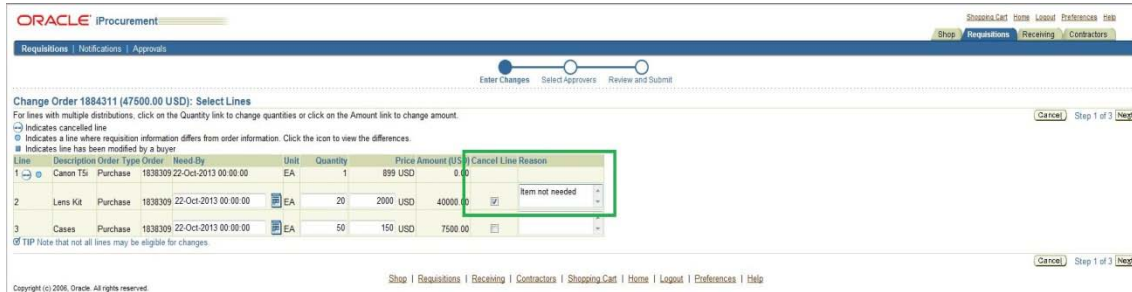 ORACLE iProcurement
Shopping Cart Home Logout Preferences Help
Shop Requisitions Receiving Contractors
Requisitions | Notifications | Approvals
Enter Changes Select Approvers Review and Submit
Change Order 1884311 (47500.00 USD): Select Lines
For lines with multiple distributions, click on the Quantity link to change quantities or click on the Amount link to change amount.
Cancel Step 1 of 3 Next
Indicates cancelled line
Indicates a line where requisition information differs from order information. Click the icon to view the differences.
Indicates line has been modified by a buyer
Line Description Order Type Order Need-By Unit Quantity Price Amount (USD) Cancel Line Reason
1 Canon T5i Purchase 1838309 22-Oct-2013 00:00:00 EA 1 899 USD 0.00
2 Lens Kit Purchase 1838309 22-Oct-2013 00:00:00 EA 20 2000 USD 40000.00 Item not needed
3 Cases Purchase 1838309 22-Oct-2013 00:00:00 EA 50 150 USD 7500.00
TIP Note that not all lines may be eligible for changes.
Cancel Step 1 of 3 Next
Shop | Requisitions | Receiving | Contractors | Shopping Cart | Home | Logout | Preferences | Help
Copyright (c) 2006, Oracle. All rights reserved.